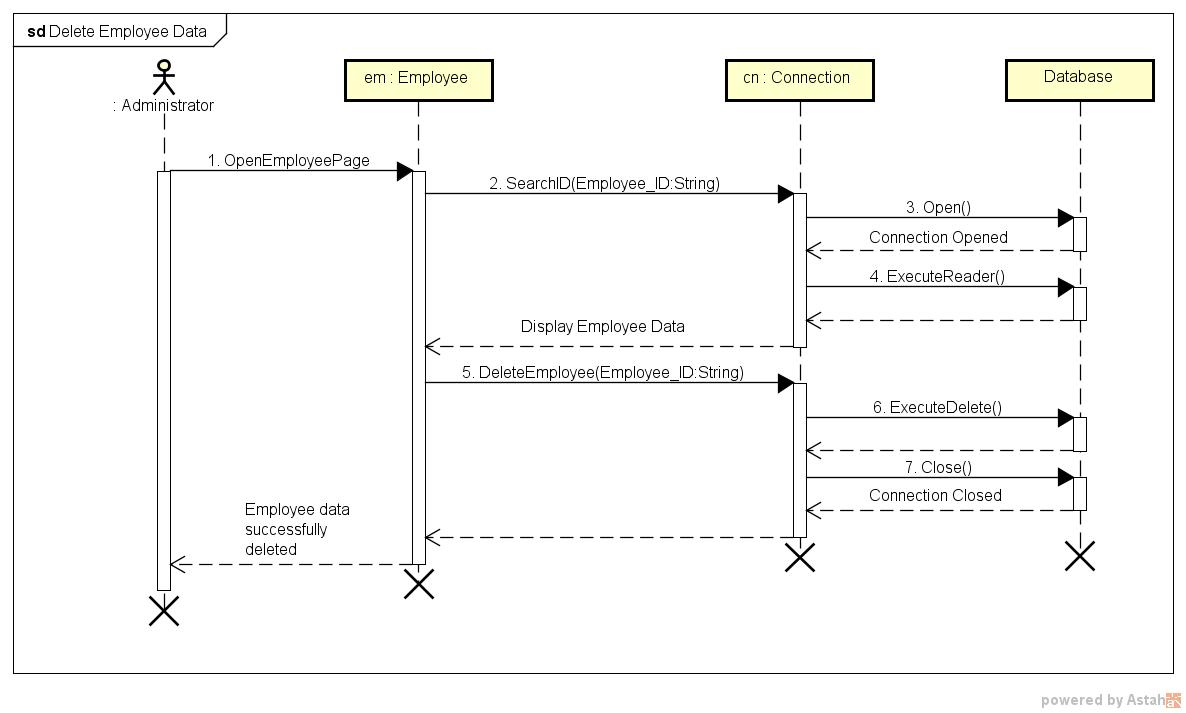 sd Delete Employee Data
: Administrator
em : Employee
cn : Connection
Database
1. OpenEmployeePage
2. SearchID(Employee_ID:String)
3. Open()
Connection Opened
4. ExecuteReader()
Display Employee Data
5. DeleteEmployee(Employee_ID:String)
6. ExecuteDelete()
7. Close()
Connection Closed
Employee data
successfully
deleted
powered by Astah